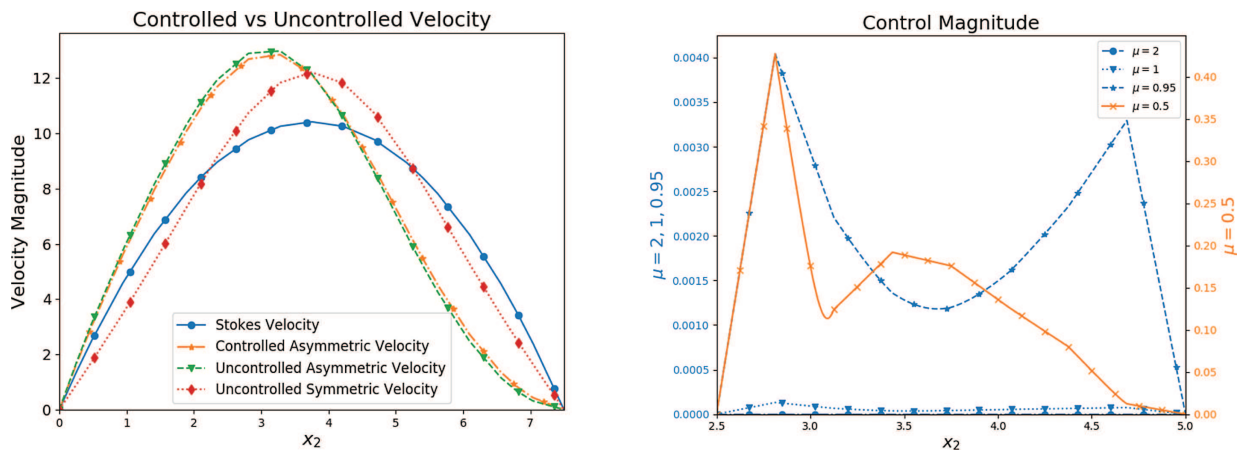 Controlled vs Uncontrolled Velocity
Velocity Magnitude
12
10
8
6
4
2
0
0 1 2 3 4 5 6 7
x₂
Stokes Velocity
Controlled Asymmetric Velocity
Uncontrolled Asymmetric Velocity
Uncontrolled Symmetric Velocity
Control Magnitude
μ = 2, 1, 0.95
0.0040
0.0035
0.0030
0.0025
0.0020
0.0015
0.0010
0.0005
0.0000
2.5 3.0 3.5 4.0 4.5 5.0
x₂
μ = 2
μ = 1
μ = 0.95
μ = 0.5
0.40
0.35
0.30
0.25
0.20
0.15
0.10
0.05
0.00
μ = 0.5